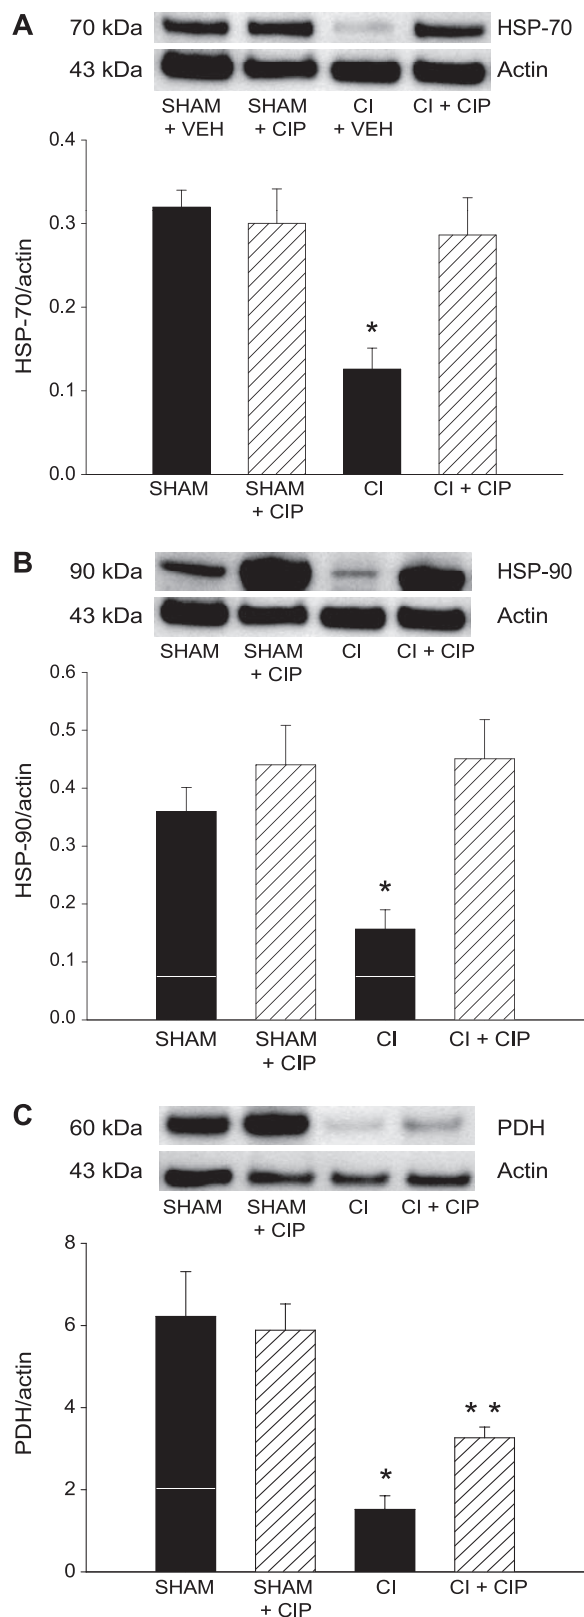 A
70 kDa HSP-70
43 kDa Actin
SHAM + VEH SHAM + CIP CI + VEH CI + CIP
0.4
0.3
0.2
0.1
0.0
HSP-70/actin
*
SHAM SHAM + CIP CI CI + CIP
B
90 kDa HSP-90
43 kDa Actin
SHAM SHAM + CIP CI CI + CIP
0.6
0.5
0.4
0.3
0.2
0.1
0.0
HSP-90/actin
*
SHAM SHAM + CIP CI CI + CIP
C
60 kDa PDH
43 kDa Actin
SHAM SHAM + CIP CI CI + CIP
8
6
4
2
0
PDH/actin
* *
*
SHAM SHAM + CIP CI CI + CIP